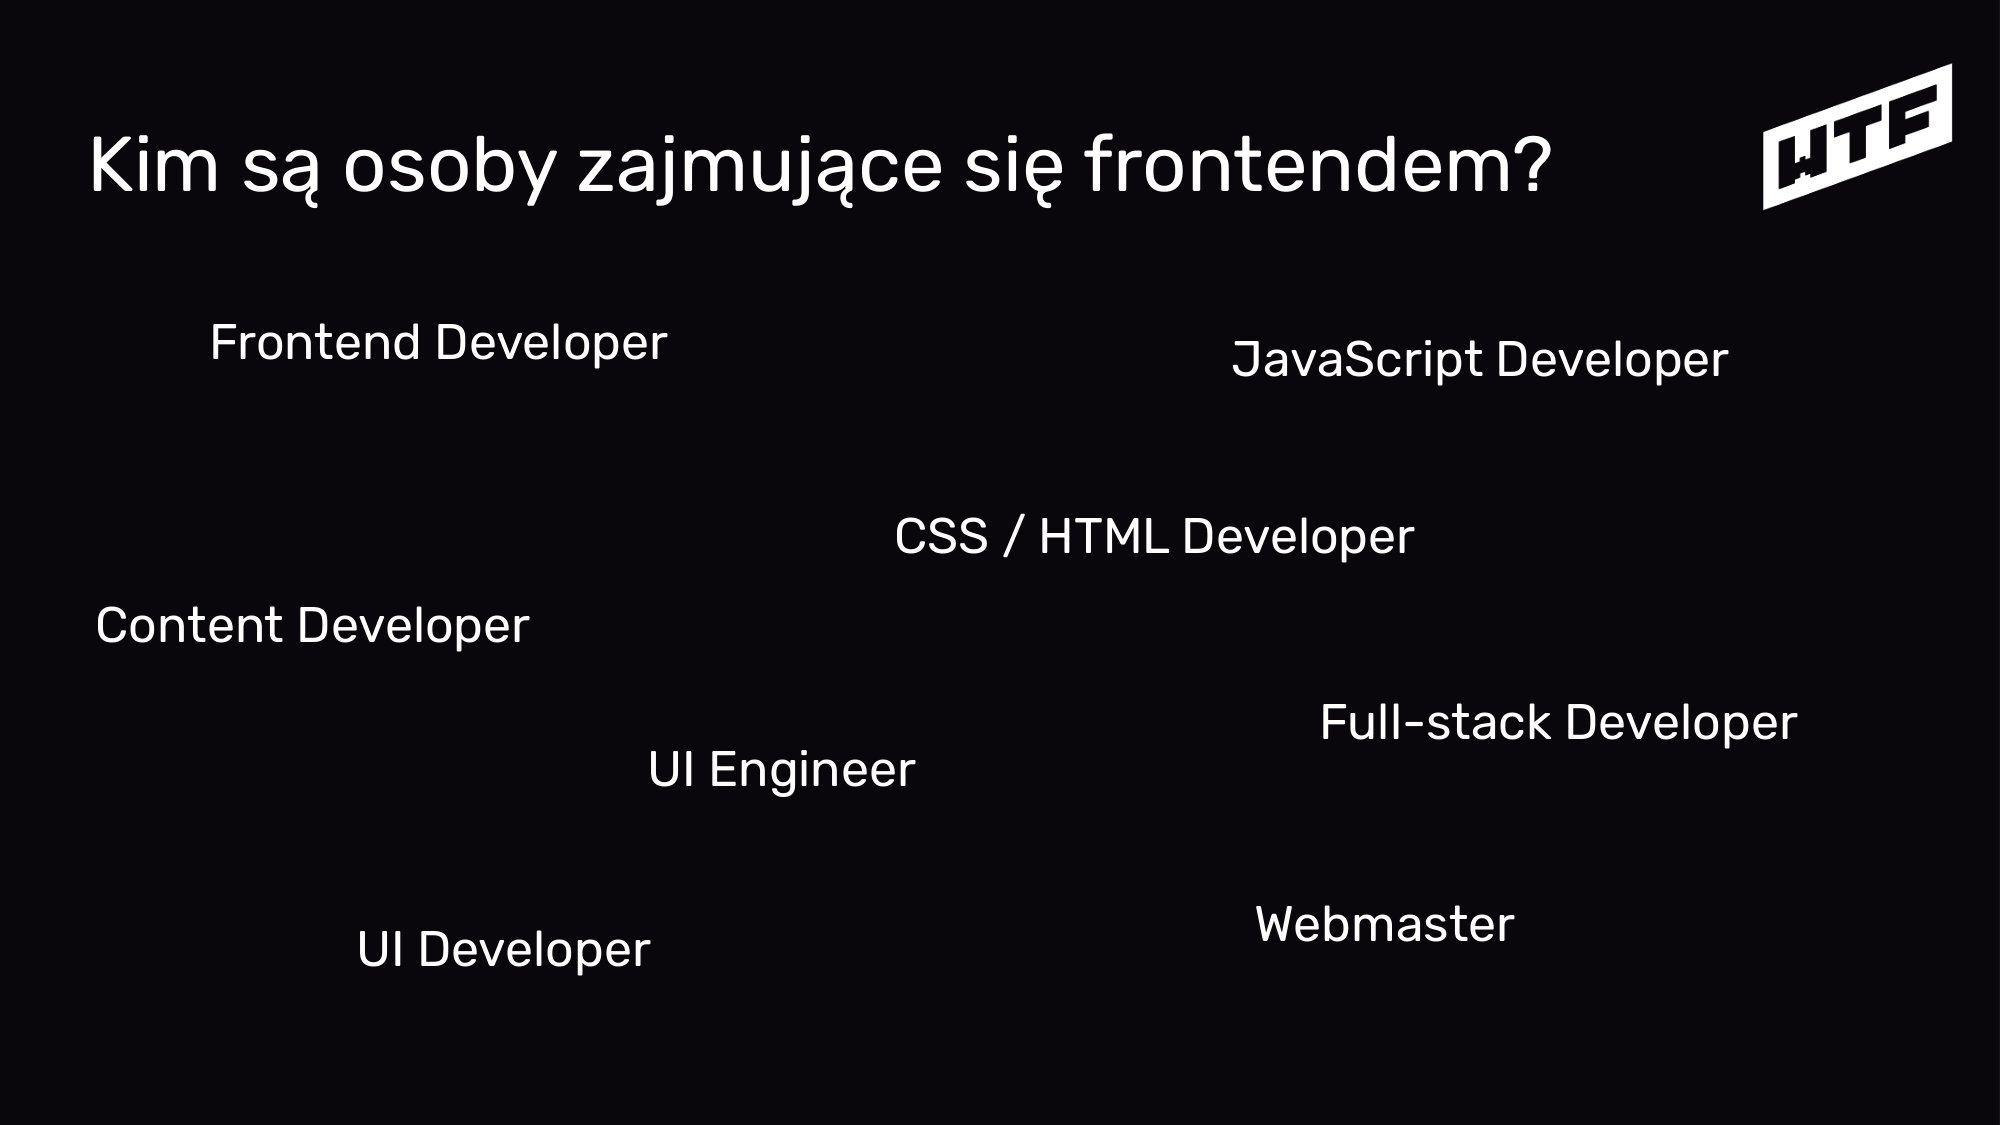 Kim są osoby zajmujące się frontendem?
WTF
Frontend Developer
JavaScript Developer
CSS / HTML Developer
Content Developer
Full-stack Developer
UI Engineer
Webmaster
UI Developer